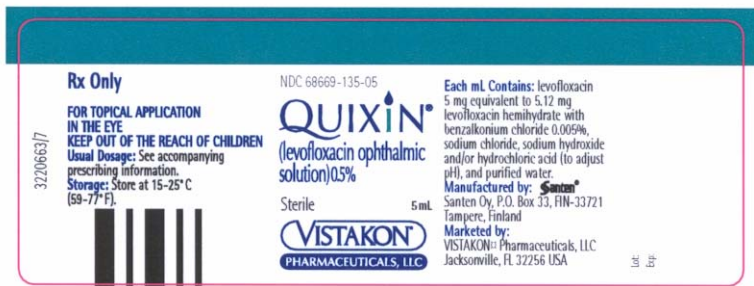 3220663/7
Rx Only
FOR TOPICAL APPLICATION
IN THE EYE
KEEP OUT OF THE REACH OF CHILDREN
Usual Dosage: See accompanying
prescribing information.
Storage: Store at 15-25° C
(59-77° F).
NDC 68669-135-05
QUIXIN®
(levofloxacin ophthalmic
solution) 0.5%
Sterile 5 mL
VISTAKON®
PHARMACEUTICALS, LLC
Each mL Contains: levofloxacin
5 mg equivalent to 5.12 mg
levofloxacin hemihydrate with
benzalkonium chloride 0.005%,
sodium chloride, sodium hydroxide
and/or hydrochloric acid (to adjust
pH), and purified water.
Manufactured by: Santen®
Santen Oy, P.O. Box 33, FIN-33721
Tampere, Finland
Marketed by:
VISTAKON® Pharmaceuticals, LLC
Jacksonville, FL 32256 USA
Lot:
Exp: